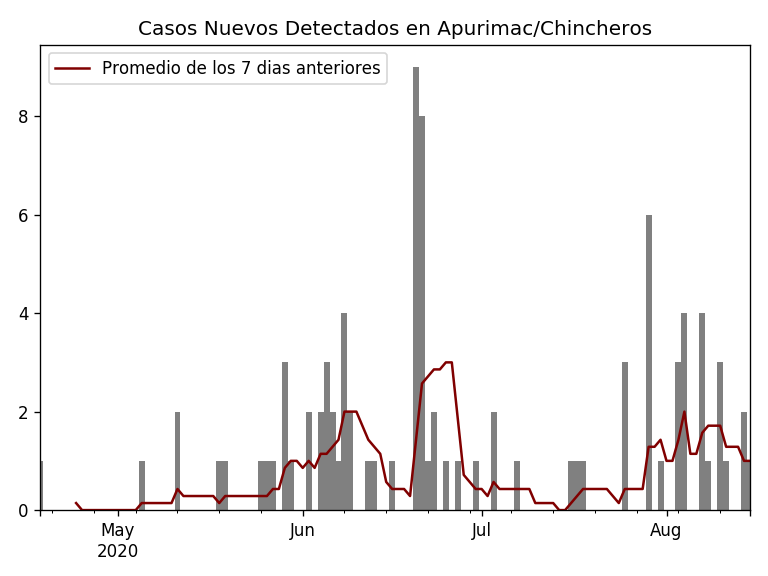 Casos Nuevos Detectados en Apurimac/Chincheros
Promedio de los 7 dias anteriores
8
6
4
2
0
May
2020
Jun
Jul
Aug